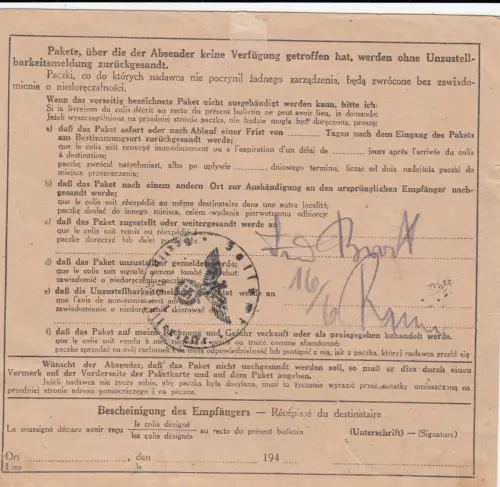 Pakete, über die der Absender keine Verfügung getroffen hat, werden ohne Unzustell-
barkeitsmeldung zurückgesandt.
Paczki, co do których nadawca nie poczynił żadnego zarządzenia, będą zwrócone bez zawiado-
mienia o niedoręczalności.
Wenn das vorseitig bezeichnete Paket nicht ausgehändigt werden kann, bitte ich:
Si la livraison du colis décrit au recto du présent bulletin ne peut avoir lieu, je demande:
Jeżeli wyszczególniona na przedniej stronie paczka, nie będzie mogła być doręczona, proszę:
a) daß das Paket sofort oder nach Ablauf einer Frist von .......... Tagen nach dem Eingang des Pakets
am Bestimmungsort zurückgesandt werde;
que le colis soit renvoyé immédiatement ou à l'expiration d'un délai de .......... jours après l'arrivée du colis
à destination;
paczkę zwrócić natychmiast, albo po upływie .......... dniowego terminu, licząc od dnia nadejścia paczki do
miejsca przeznaczenia;
b) daß das Paket nach einem andern Ort zur Aushändigung an den ursprünglichen Empfänger nach-
gesandt werde;
que le colis soit réexpédié au même destinataire dans une autre localité;
paczkę dosłać do innego miejsca, celem wydania pierwotnemu odbiorcy;
c) daß das Paket zugestellt oder weitergesandt werde an
que le colis soit remis ou réexpédié
paczkę doręczyć lub dalej
d) daß das Paket unzustellbar gemeldet werde;
que le colis soit signalé comme tombé en rebut;
zawiadomić o niedoręczalności
e) daß die Unzustellbarkeitsmeldung gerichtet werde an
que l'avis de non-remise soit adressé à
zawiadomienie o niedoręczalności skierować do
f) daß das Paket auf meine Rechnung und Gefahr verkauft oder als preisgegeben behandelt werde.
que le colis soit vendu à mes risques ou traité comme abandonné;
paczkę sprzedać na mój rachunek i na moją odpowiedzialność lub postąpić z nią, jak z paczką, której nadawca zrzekł się
Wünscht der Absender, daß das Paket nicht nachgesandt werden soll, so muß er dies durch einen
Vermerk auf der Vorderseite der Paketkarte und auf dem Paket angeben.
Jeżeli nadawca nie życzy sobie, aby paczka była dosyłana, musi to życzenie wyrazić przez notatkę umieszczoną na
przedniej stronie adresu pomocniczego i na paczce.
Bescheinigung des Empfängers — Récépissé du destinataire
Le soussigné déclare avoir reçu le colis désigné / les colis désignés au recto du présent bulletin (Unterschrift) — (Signature)
Ort .........., den .......... 194
Lieu .......... le
16/6